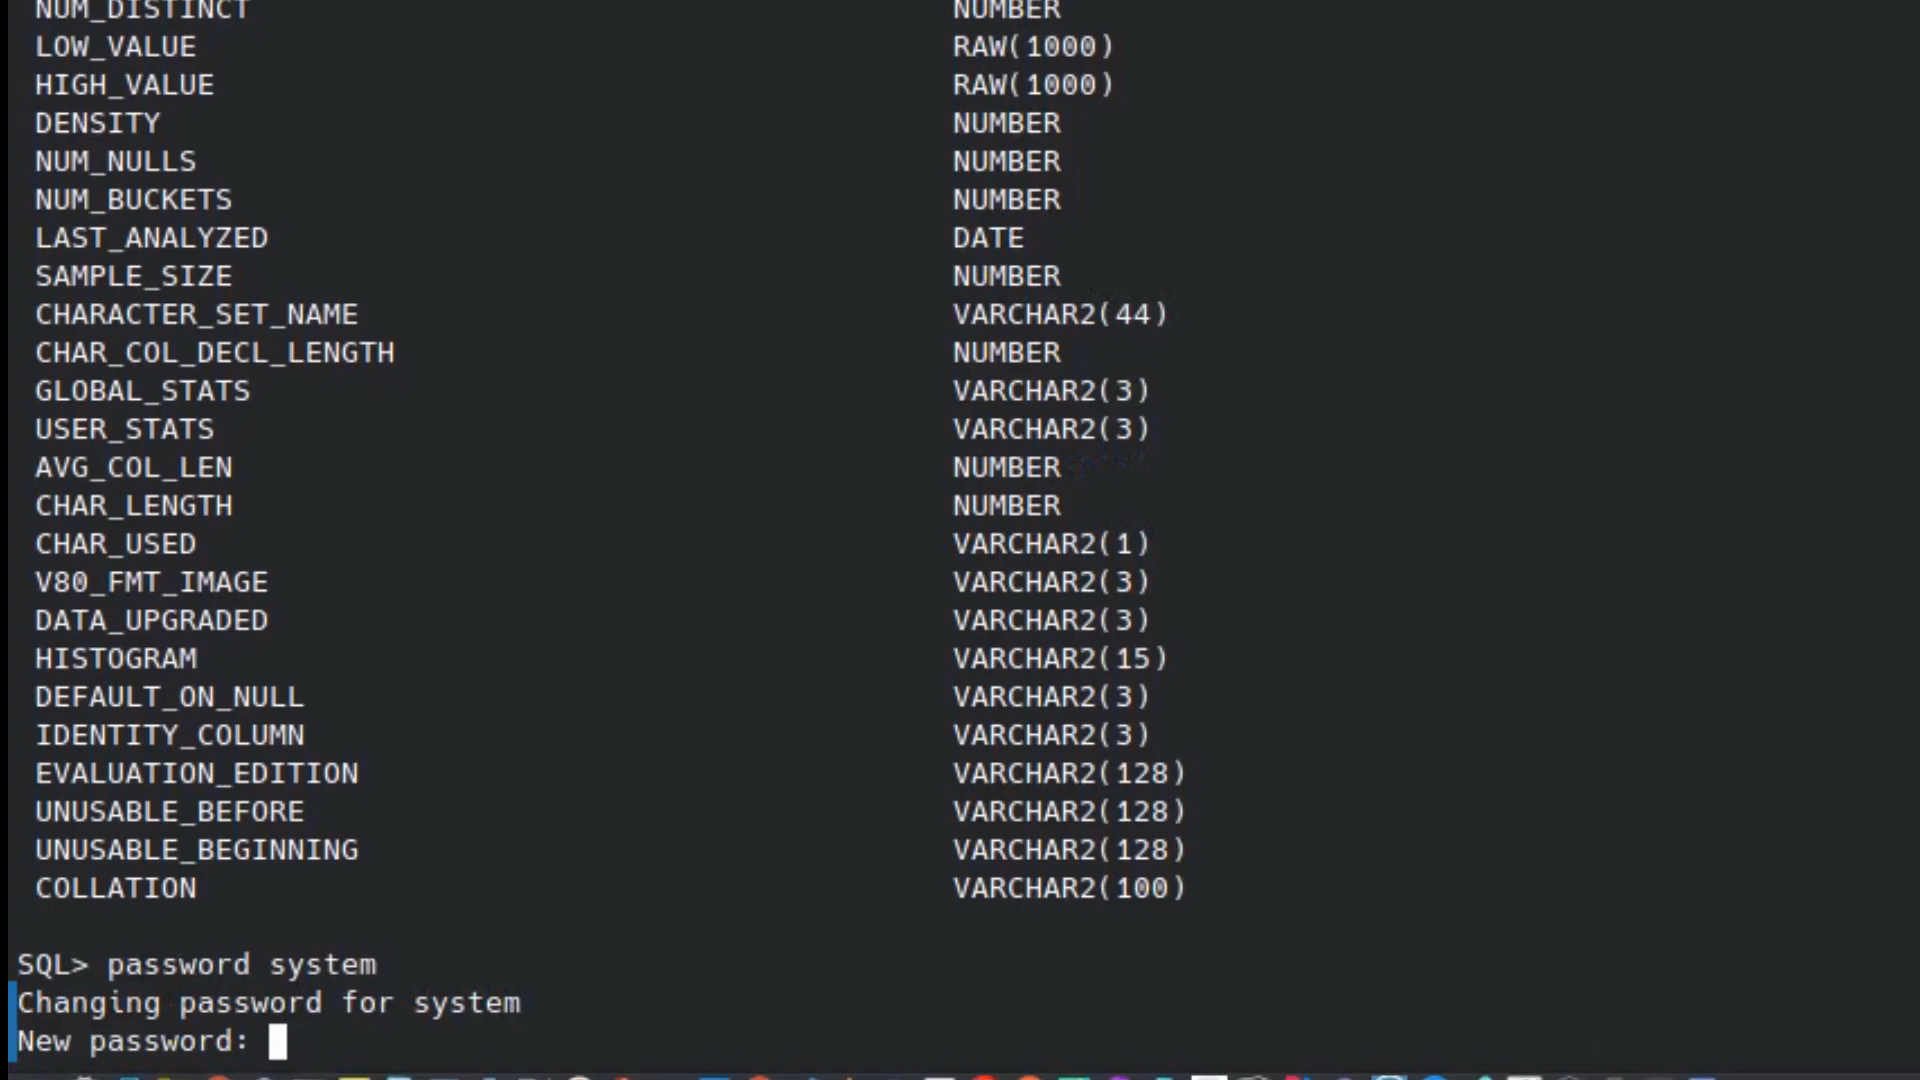 NUM_DISTINCT NUMBER
LOW_VALUE RAW(1000)
HIGH_VALUE RAW(1000)
DENSITY NUMBER
NUM_NULLS NUMBER
NUM_BUCKETS NUMBER
LAST_ANALYZED DATE
SAMPLE_SIZE NUMBER
CHARACTER_SET_NAME VARCHAR2(44)
CHAR_COL_DECL_LENGTH NUMBER
GLOBAL_STATS VARCHAR2(3)
USER_STATS VARCHAR2(3)
AVG_COL_LEN NUMBER
CHAR_LENGTH NUMBER
CHAR_USED VARCHAR2(1)
V80_FMT_IMAGE VARCHAR2(3)
DATA_UPGRADED VARCHAR2(3)
HISTOGRAM VARCHAR2(15)
DEFAULT_ON_NULL VARCHAR2(3)
IDENTITY_COLUMN VARCHAR2(3)
EVALUATION_EDITION VARCHAR2(128)
UNUSABLE_BEFORE VARCHAR2(128)
UNUSABLE_BEGINNING VARCHAR2(128)
COLLATION VARCHAR2(100)
SQL> password system
Changing password for system
New password: